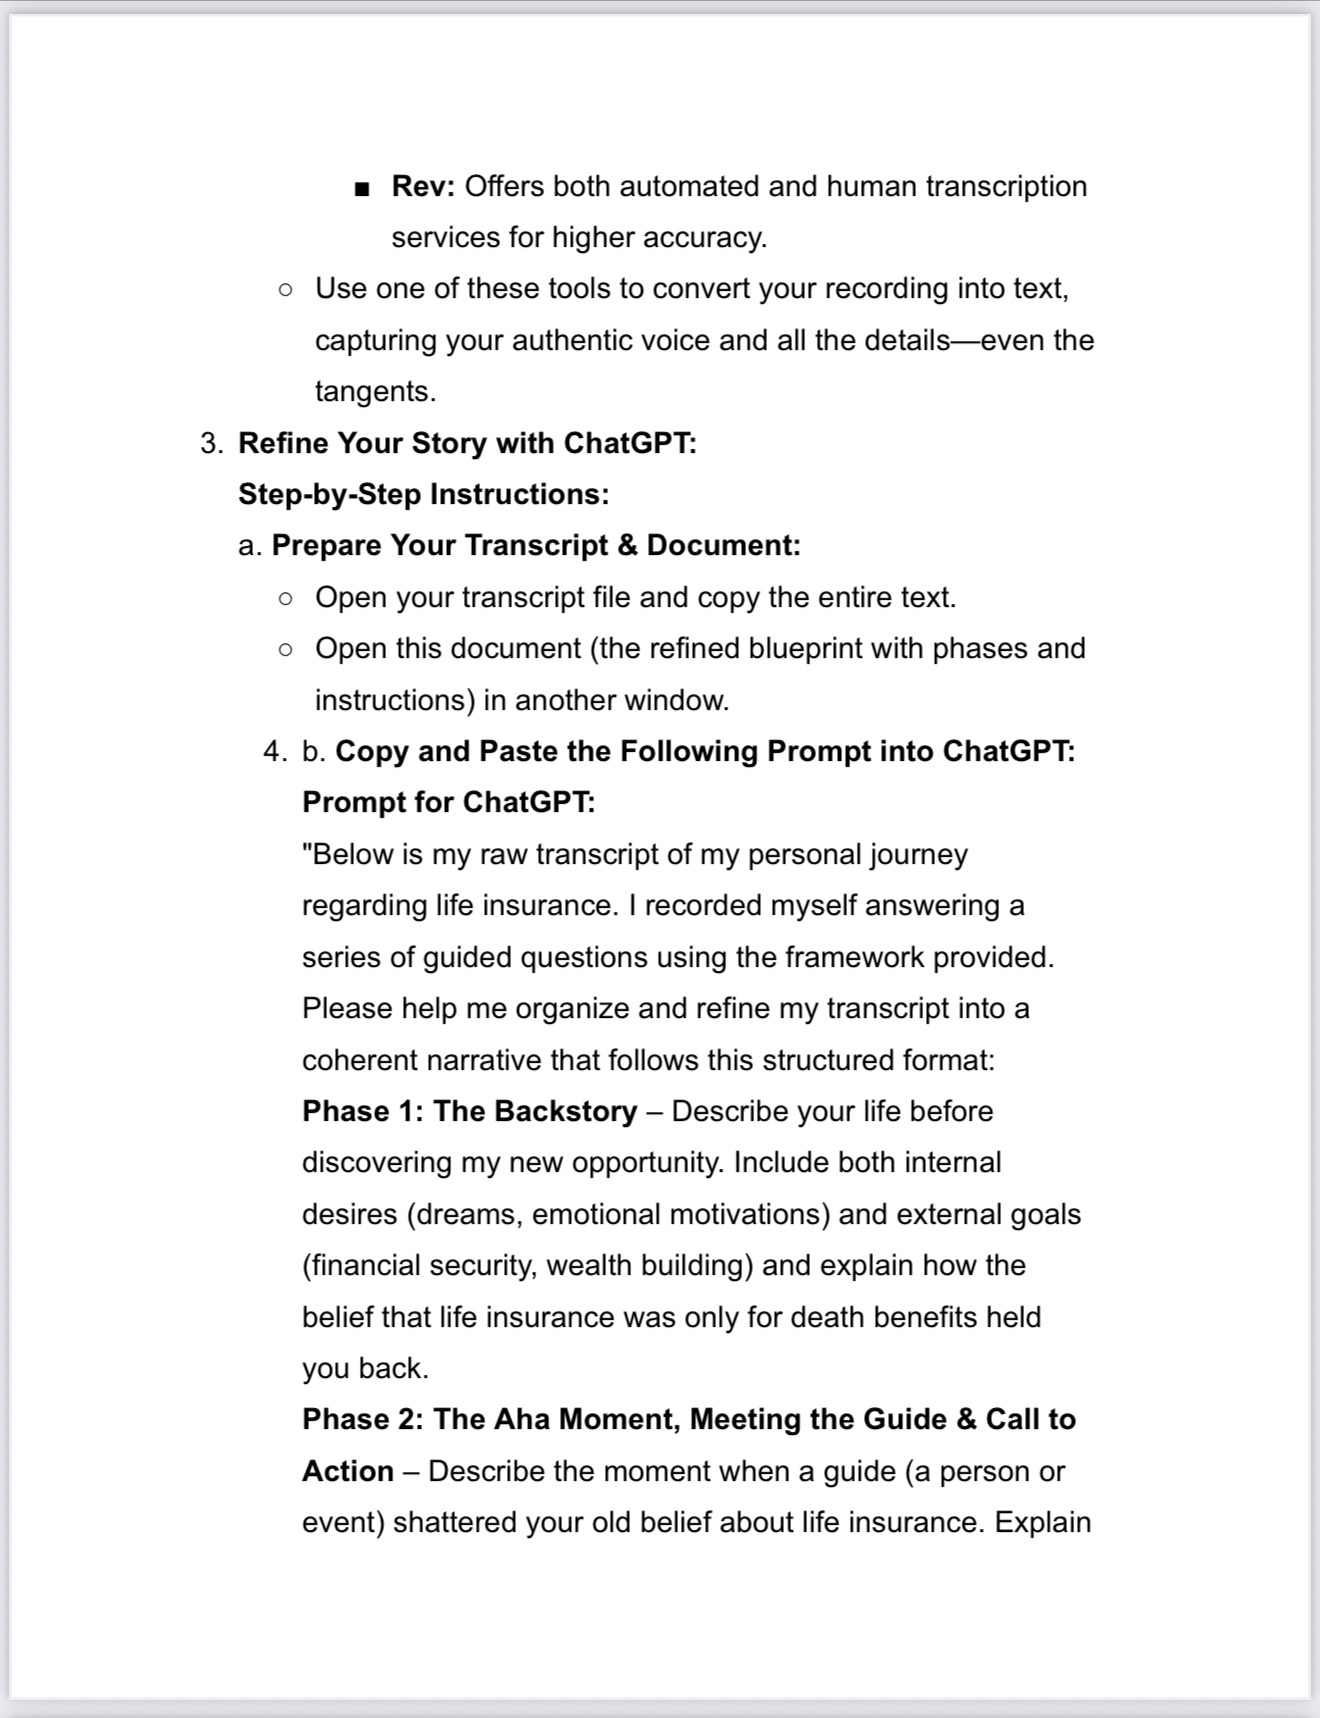 ■ Rev: Offers both automated and human transcription
services for higher accuracy.
○ Use one of these tools to convert your recording into text,
capturing your authentic voice and all the details—even the
tangents.
3. Refine Your Story with ChatGPT:
Step-by-Step Instructions:
a. Prepare Your Transcript & Document:
○ Open your transcript file and copy the entire text.
○ Open this document (the refined blueprint with phases and
instructions) in another window.
4. b. Copy and Paste the Following Prompt into ChatGPT:
Prompt for ChatGPT:
"Below is my raw transcript of my personal journey
regarding life insurance. I recorded myself answering a
series of guided questions using the framework provided.
Please help me organize and refine my transcript into a
coherent narrative that follows this structured format:
Phase 1: The Backstory – Describe your life before
discovering my new opportunity. Include both internal
desires (dreams, emotional motivations) and external goals
(financial security, wealth building) and explain how the
belief that life insurance was only for death benefits held
you back.
Phase 2: The Aha Moment, Meeting the Guide & Call to
Action – Describe the moment when a guide (a person or
event) shattered your old belief about life insurance. Explain